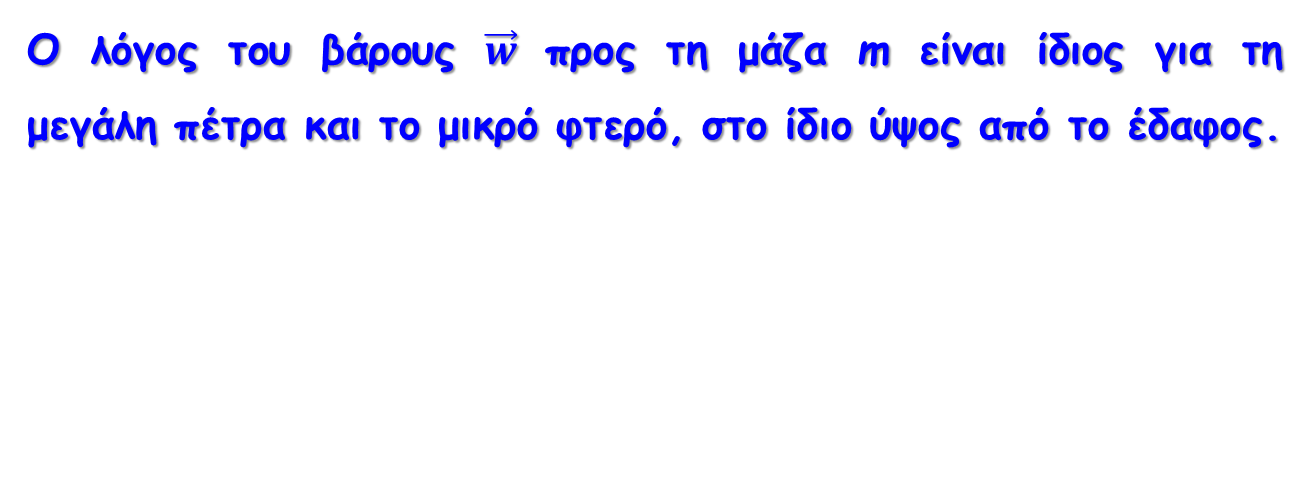 Ο λόγος του βάρους w⃗ προς τη μάζα m είναι ίδιος για τη
μεγάλη πέτρα και το μικρό φτερό, στο ίδιο ύψος από το έδαφος.